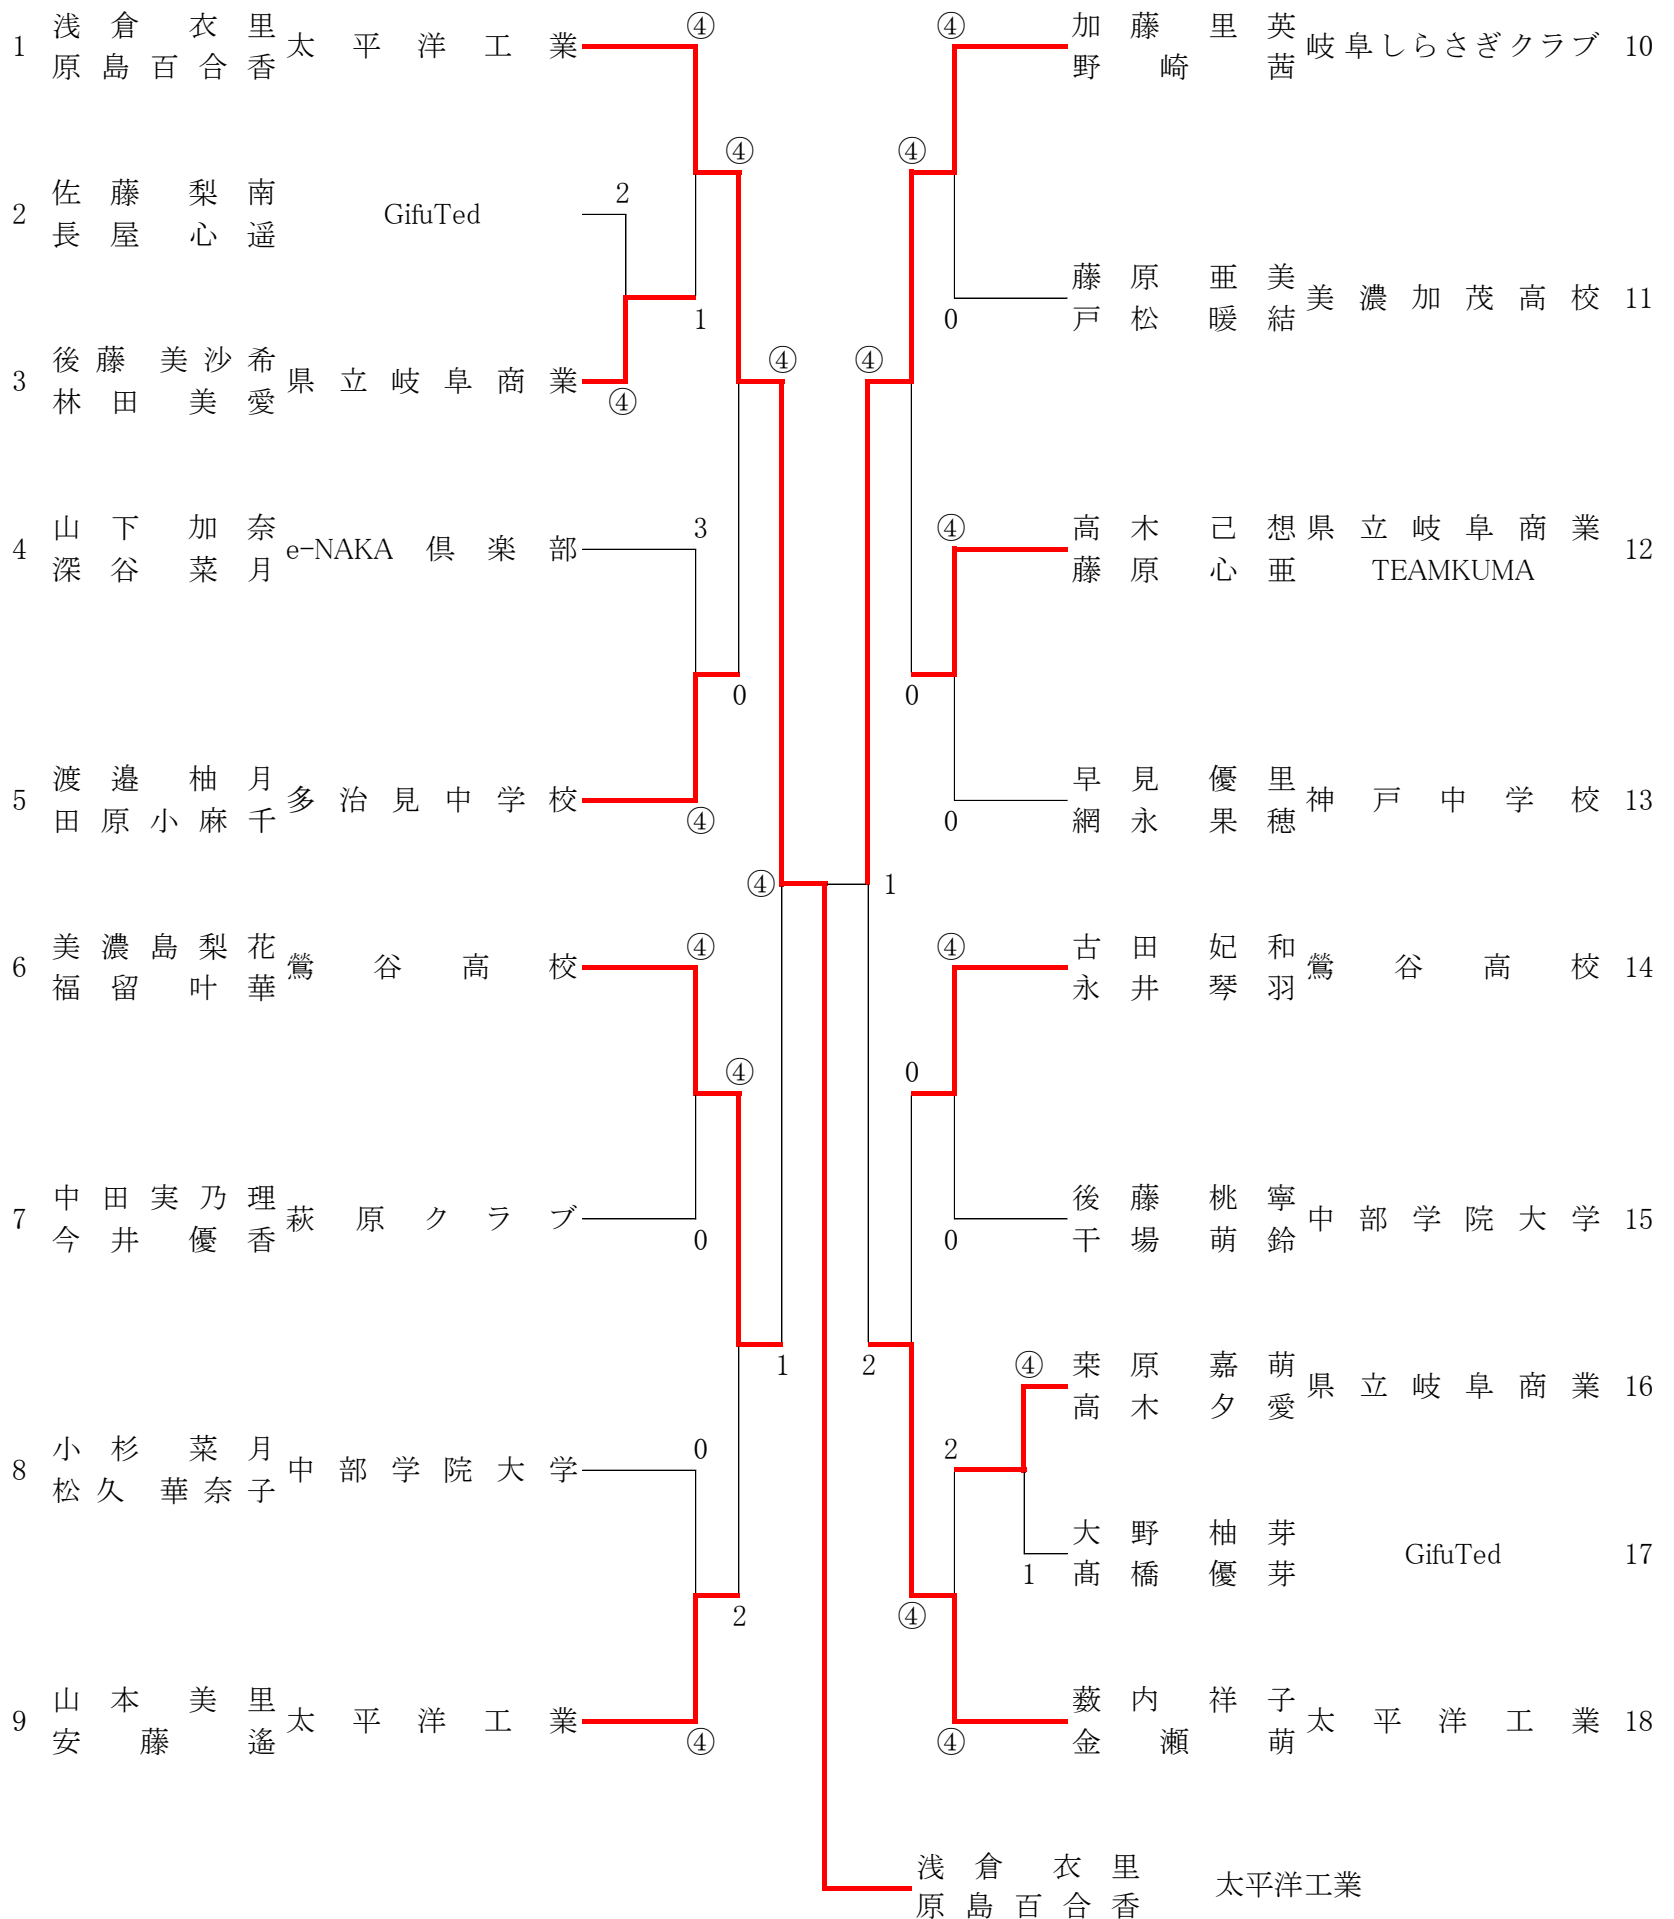 ④ ④
1 浅倉衣里 太平洋工業
原島百合香
加藤里英 岐阜しらさぎクラブ 10
野崎茜
④ ④
2 佐藤梨南 GifuTed 2
長屋心遥
藤原亜美 美濃加茂高校 11
戸松暖結
1 0
④ ④
3 後藤美沙希 県立岐阜商業
林田美愛
④
4 山下加奈 e-NAKA 倶楽部 3
深谷菜月
④ 高木己想 県立岐阜商業 12
藤原心亜 TEAMKUMA
0 0
5 渡邉柚月 多治見中学校
田原小麻千
④
早見優里 神戸中学校 13
網永果穂
0
④ 1
6 美濃島梨花 鶯谷高校 ④
福留叶華
④ 古田妃和 鶯谷高校 14
永井琴羽
④ 0
7 中田実乃理 萩原クラブ
今井優香
0
後藤桃寧 中部学院大学 15
干場萌鈴
0
1 2
④ 栞原嘉萌 県立岐阜商業 16
高木夕愛
8 小杉菜月 中部学院大学 0
松久華奈子
2
大野柚芽 GifuTed 17
髙橋優芽
1
2 ④
9 山本美里 太平洋工業
安藤遙
④
薮内祥子 太平洋工業 18
金瀬萌
④
浅倉衣里 太平洋工業
原島百合香